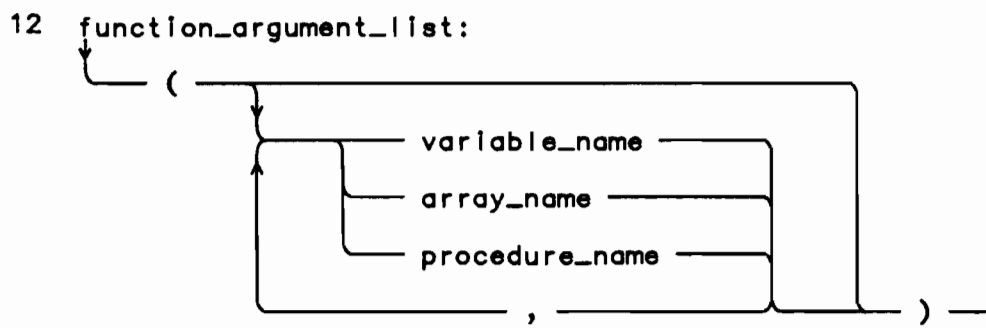 12 function_argument_list:
(
variable_name
array_name
procedure_name
, )